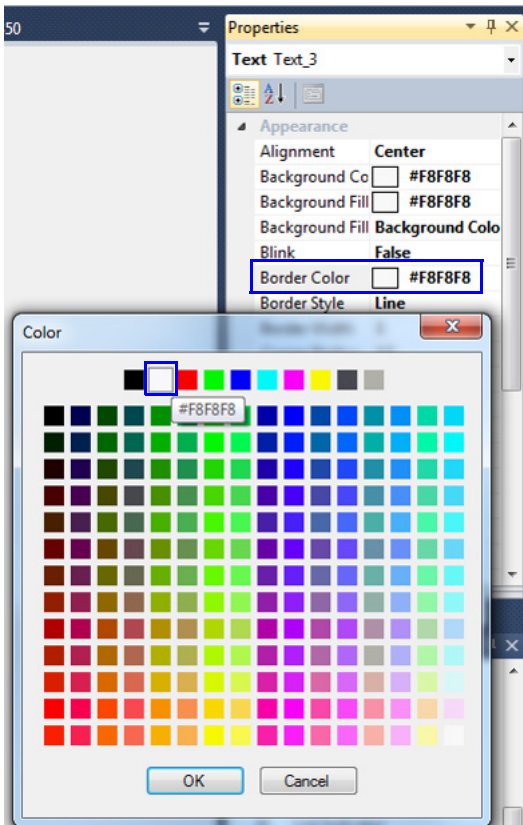 50
Properties
Text Text_3
Appearance
Alignment Center
Background Co #F8F8F8
Background Fill #F8F8F8
Background Fill Background Colo
Blink False
Border Color #F8F8F8
Border Style Line
Color
#F8F8F8
OK Cancel